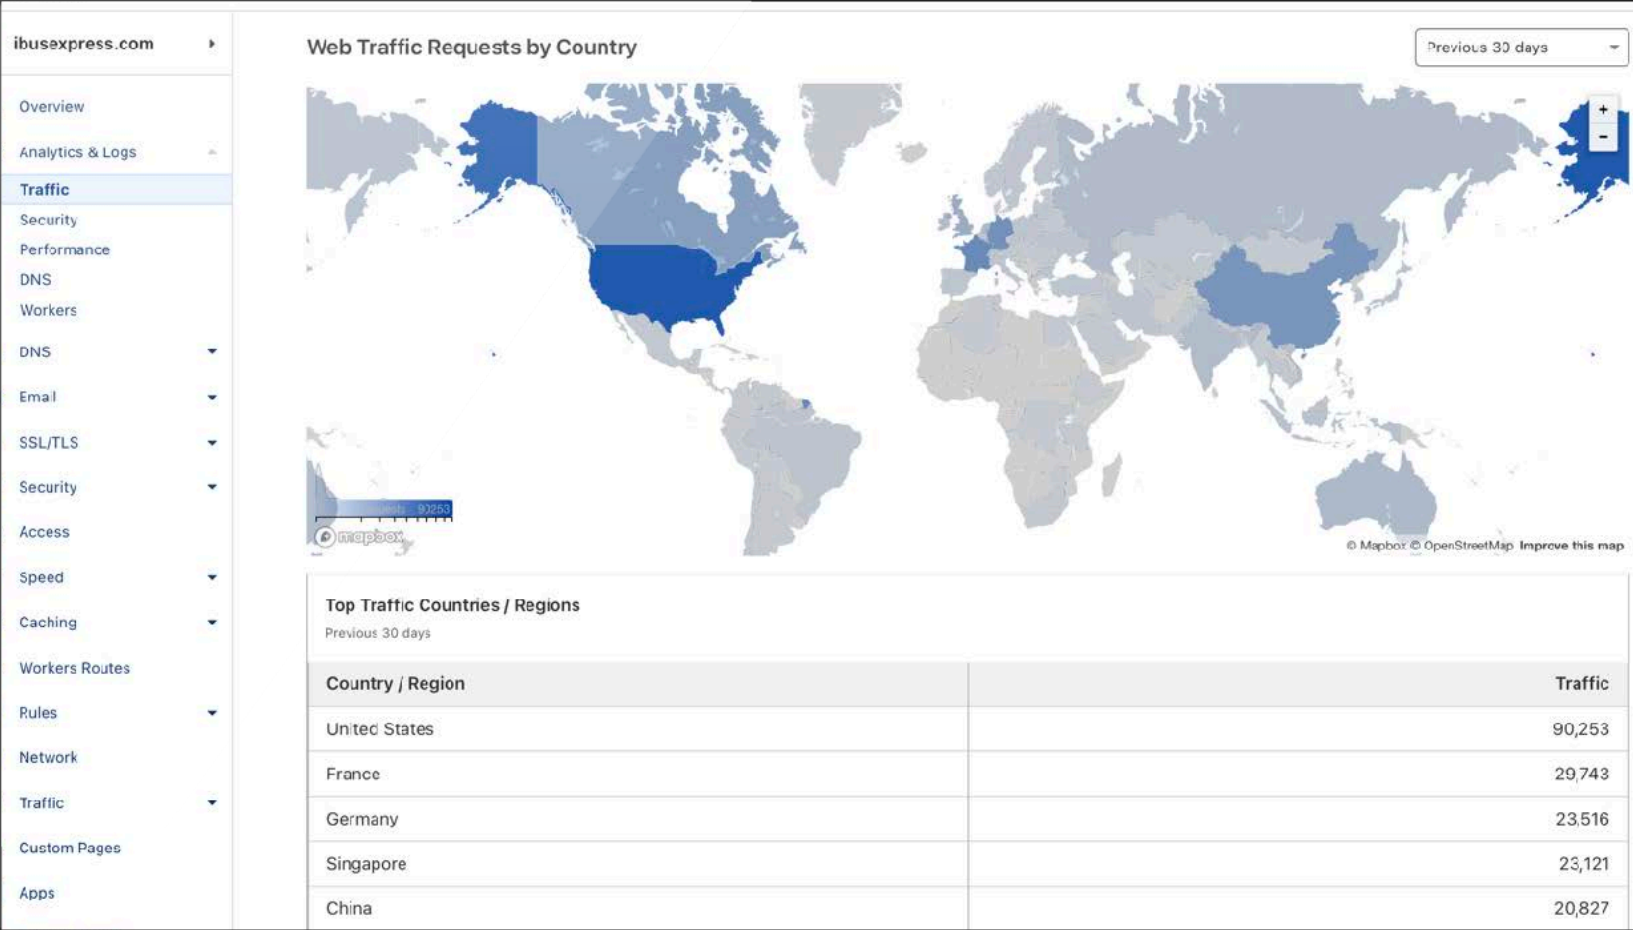 ibusexpress.com
Overview
Analytics & Logs
Traffic
Security
Performance
DNS
Workers
DNS
Email
SSL/TLS
Security
Access
Speed
Caching
Workers Routes
Rules
Network
Traffic
Custom Pages
Apps
Web Traffic Requests by Country
Previous 30 days
+
-
90253
mapbox
© Mapbox © OpenStreetMap Improve this map
Top Traffic Countries / Regions
Previous 30 days
Country / Region Traffic
United States 90,253
France 29,743
Germany 23,516
Singapore 23,121
China 20,827